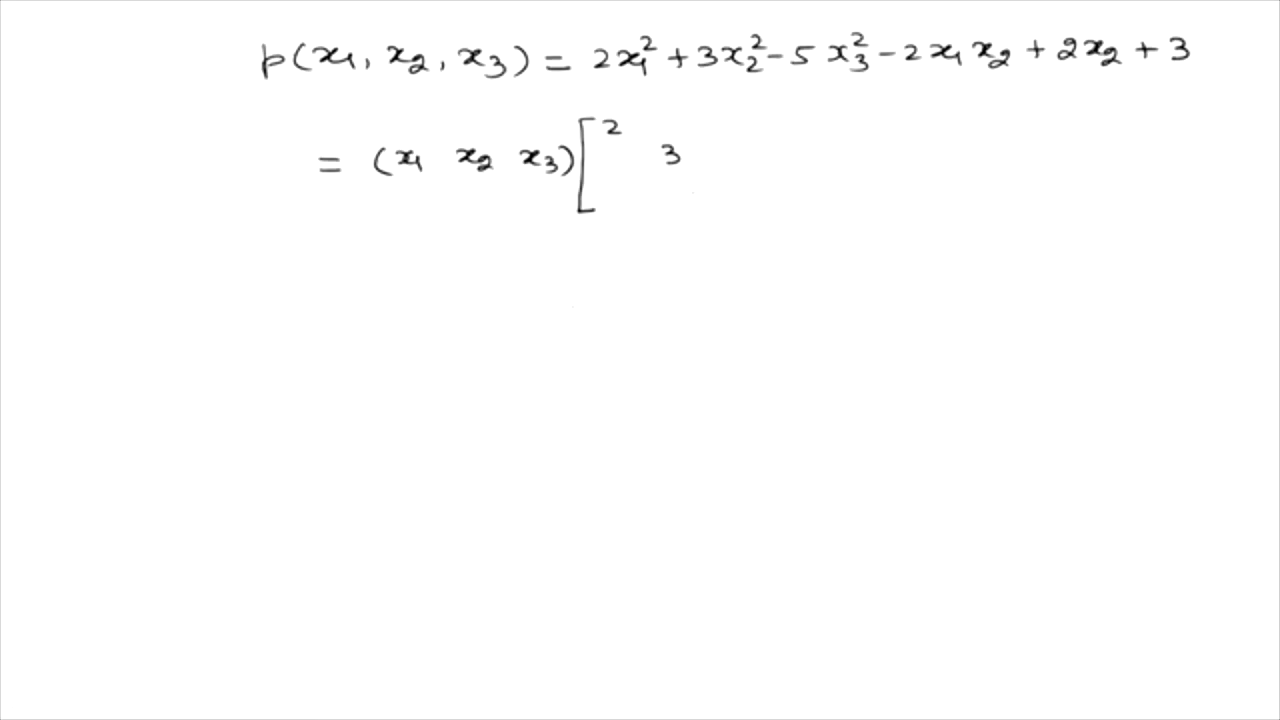 p(x₁, x₂, x₃) = 2x₁² + 3x₂² - 5x₃² - 2x₁x₂ + 2x₂ + 3
= (x₁ x₂ x₃) [ 2 3